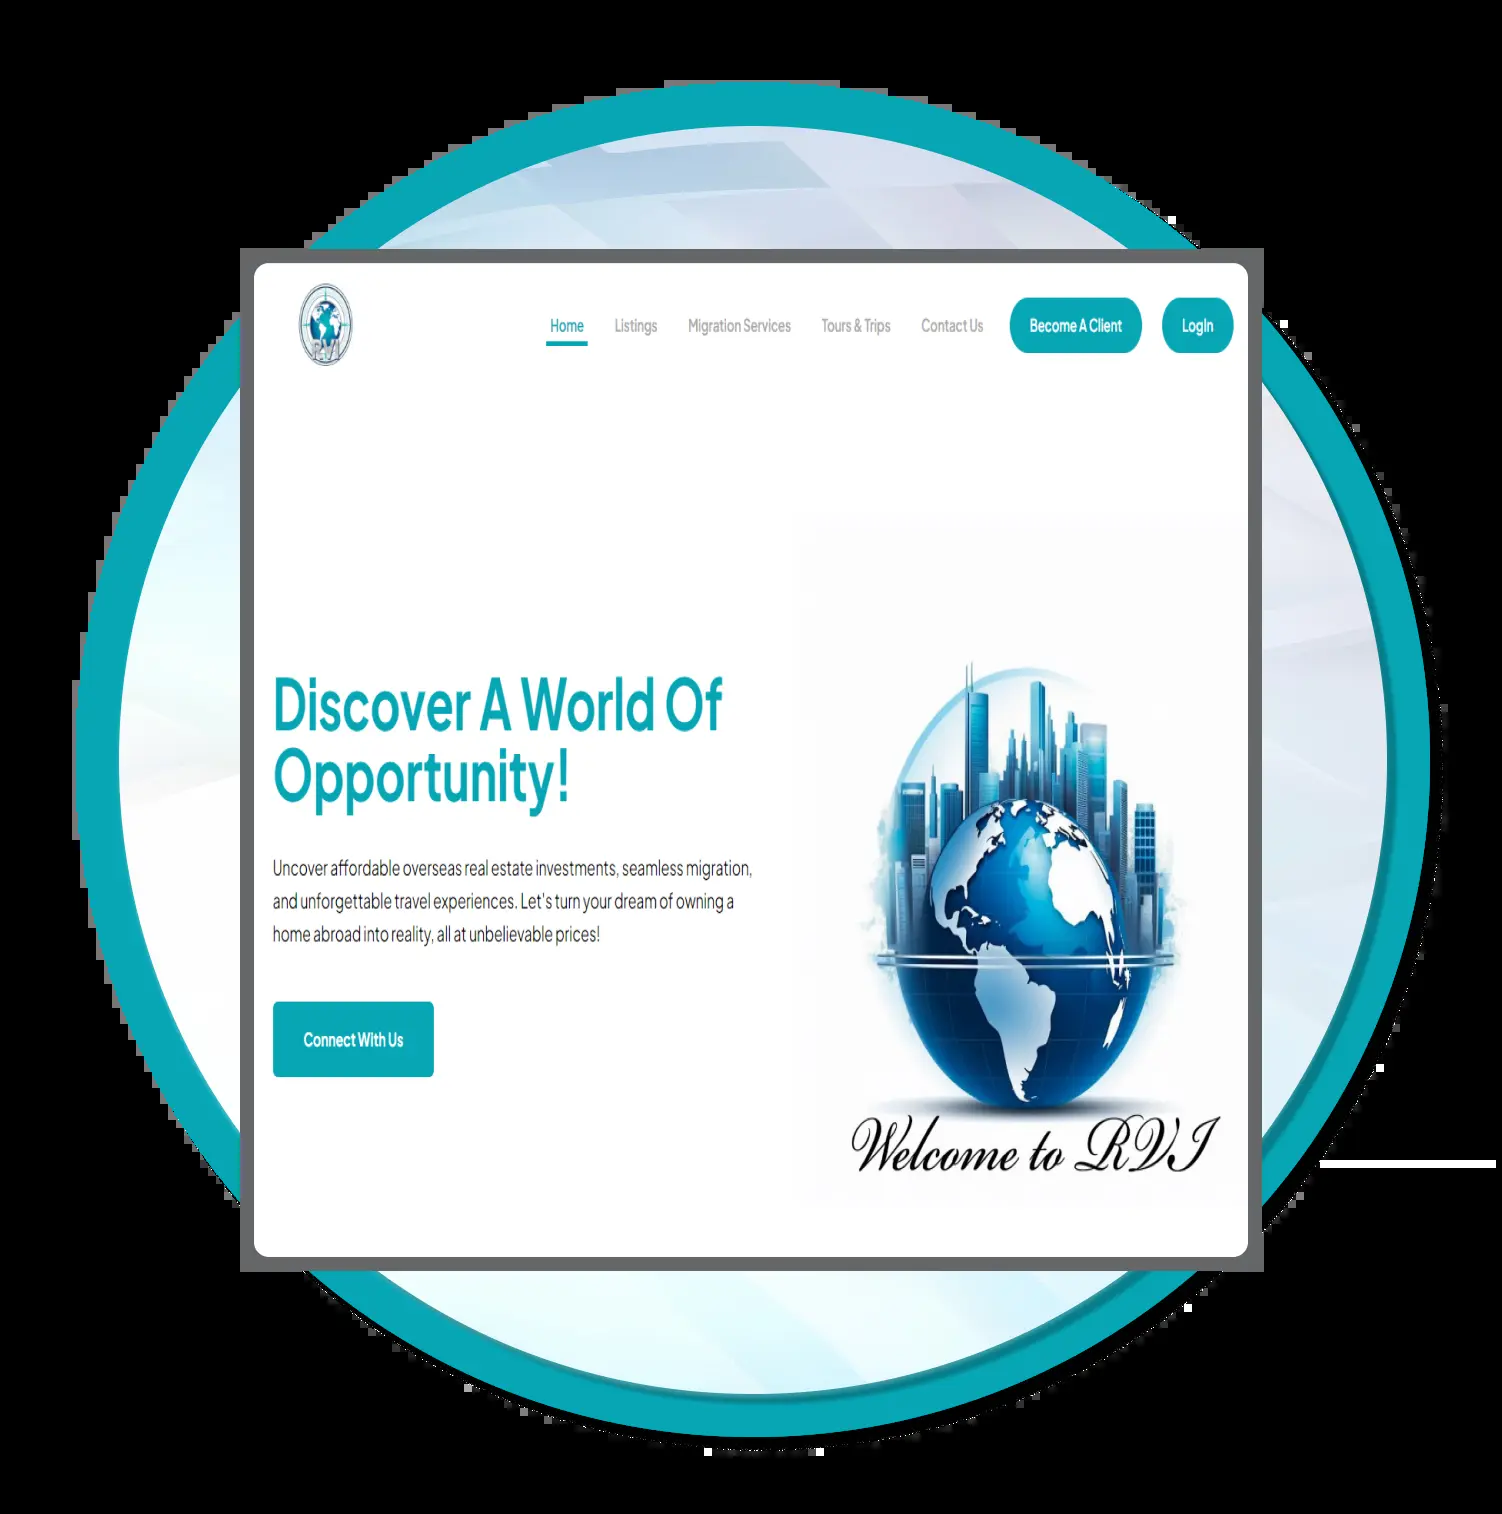 RVI
Home
Listings
Migration Services
Tours & Trips
Contact Us
Become A Client
LogIn
Discover A World Of
Opportunity!
Uncover affordable overseas real estate investments, seamless migration,
and unforgettable travel experiences. Let's turn your dream of owning a
home abroad into reality, all at unbelievable prices!
Connect With Us
Welcome to RVI